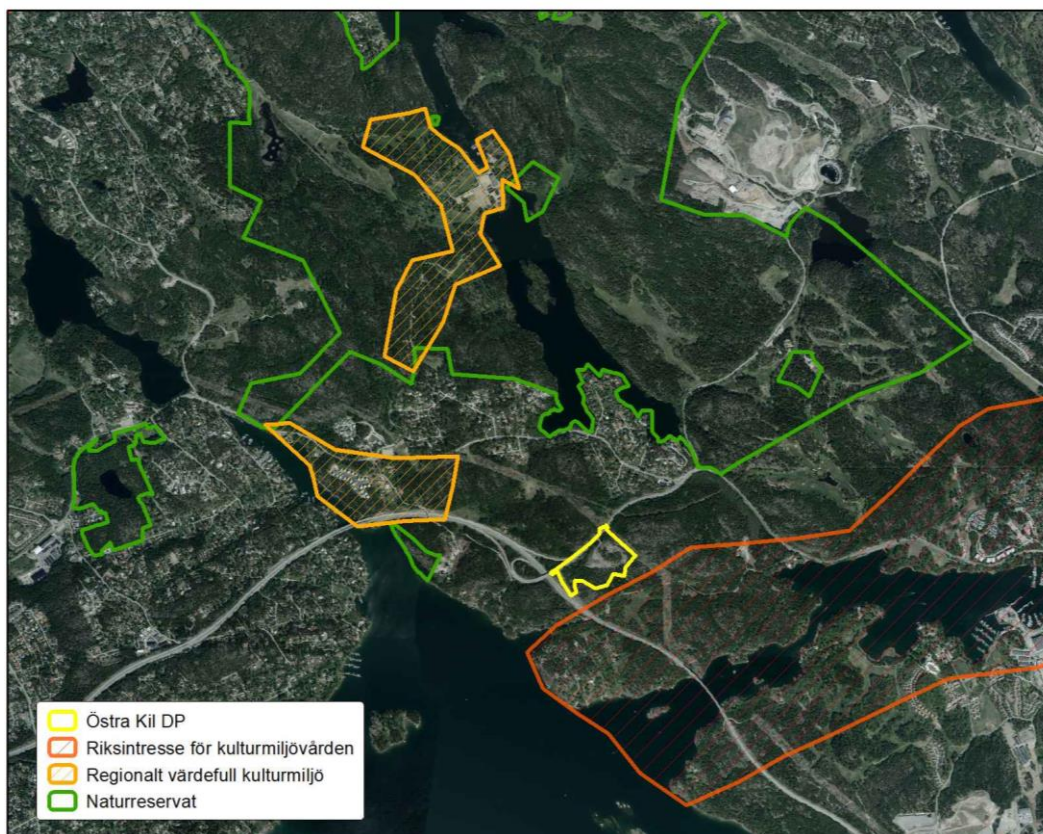 Östra Kil DP
Riksintresse för kulturmiljövården
Regionalt värdefull kulturmiljö
Naturreservat